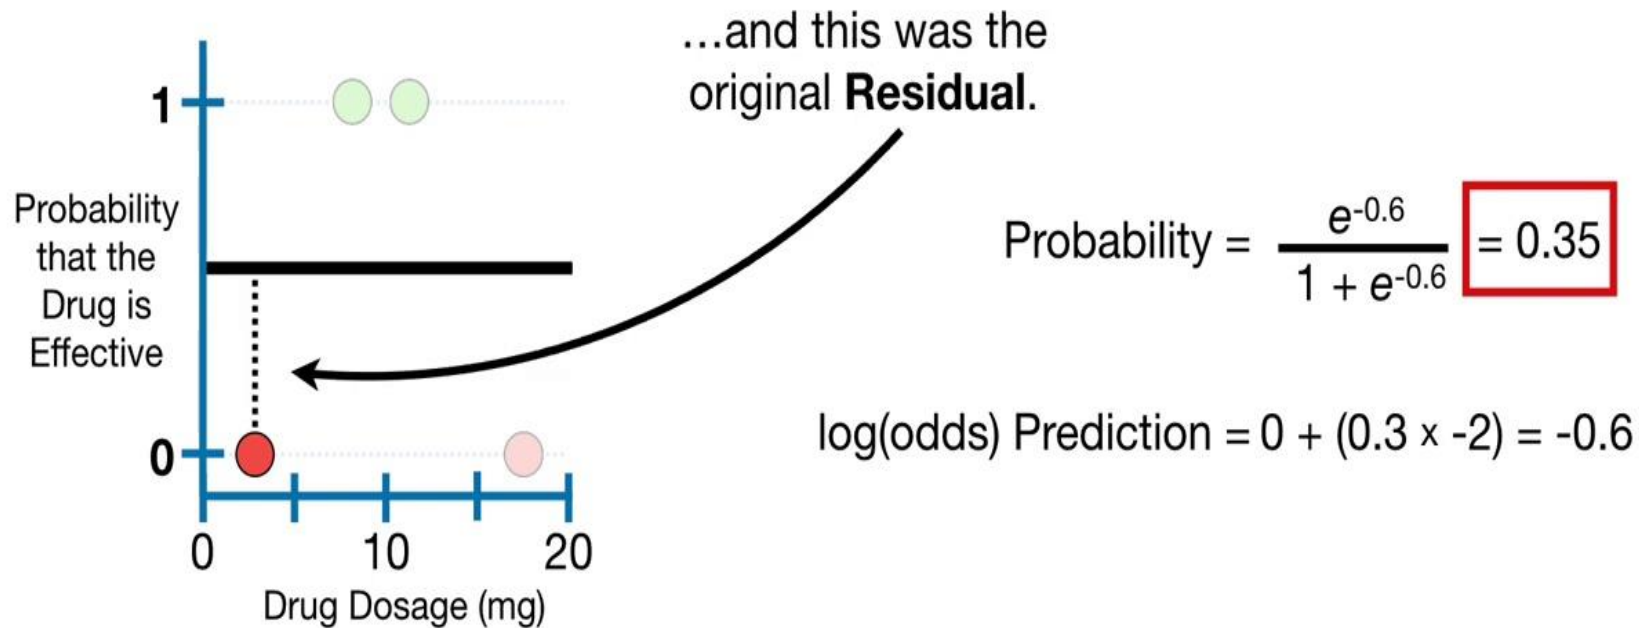 ...and this was the
original Residual.
1
Probability
that the
Drug is
Effective
0
0 10 20
Drug Dosage (mg)
Probability = e^-0.6 / 1 + e^-0.6 = 0.35
log(odds) Prediction = 0 + (0.3 x -2) = -0.6